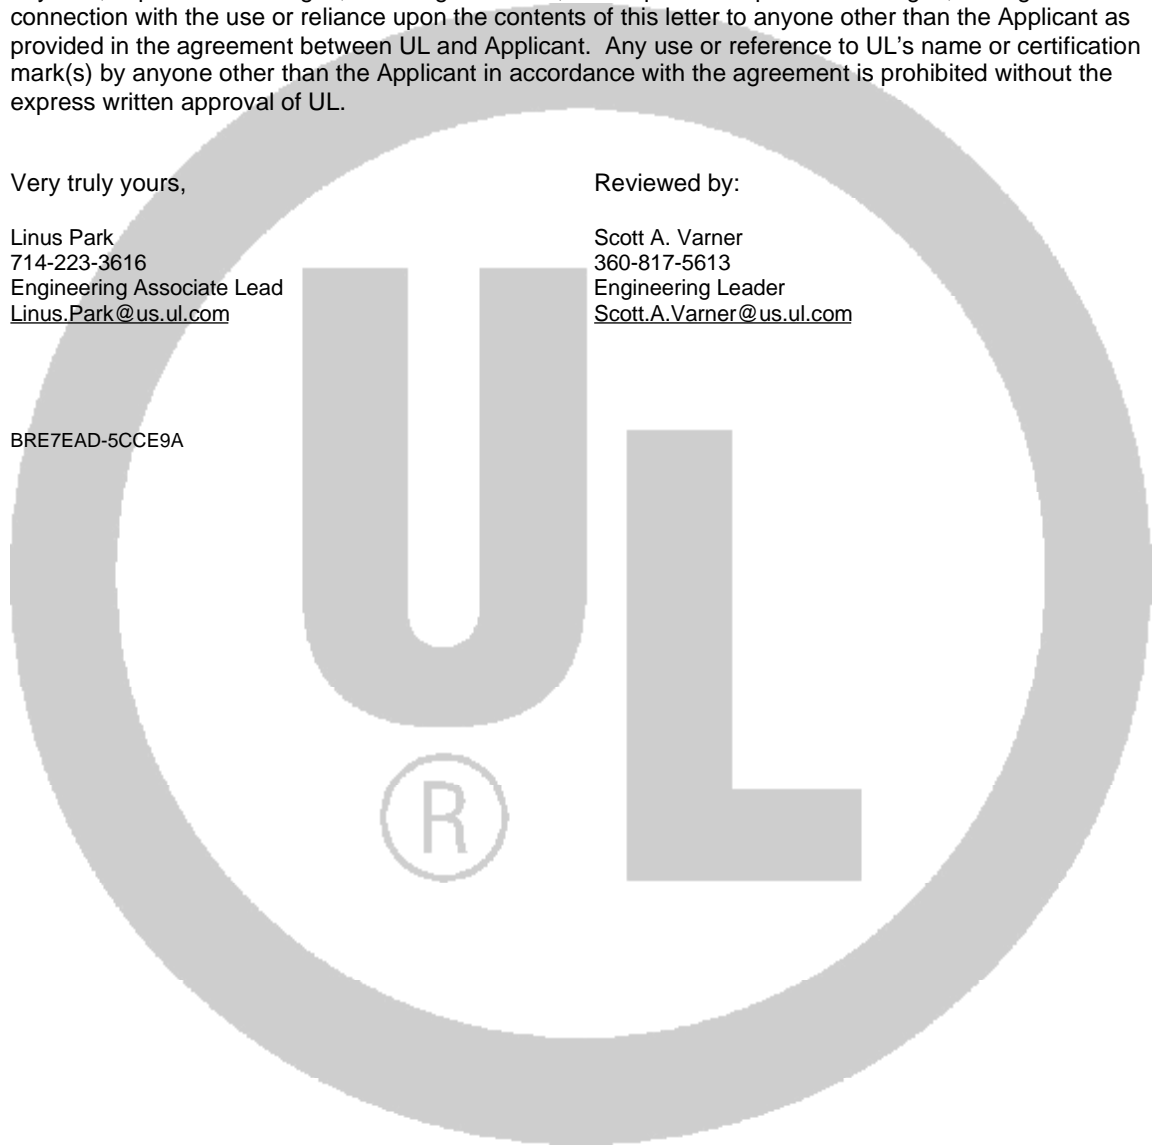 connection with the use or reliance upon the contents of this letter to anyone other than the Applicant as
provided in the agreement between UL and Applicant.  Any use or reference to UL's name or certification
mark(s) by anyone other than the Applicant in accordance with the agreement is prohibited without the
express written approval of UL.
Very truly yours,
Linus Park
714-223-3616
Engineering Associate Lead
Linus.Park@us.ul.com
Reviewed by:
Scott A. Varner
360-817-5613
Engineering Leader
Scott.A.Varner@us.ul.com
BRE7EAD-5CCE9A
UL
®